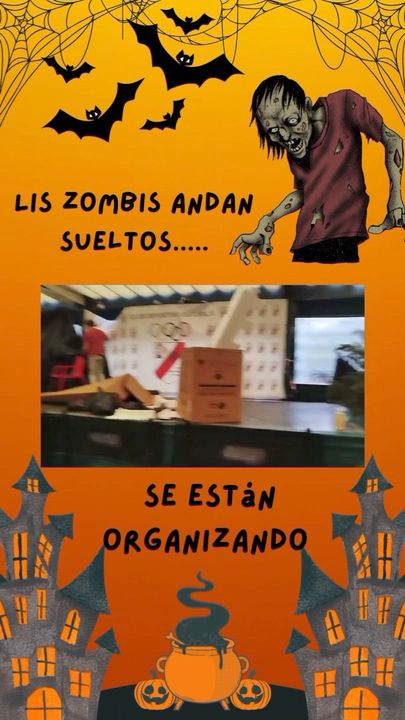 LIS ZOMBIS ANDAN
SUELTOS.....
SE ESTáN
ORGANIZANDO